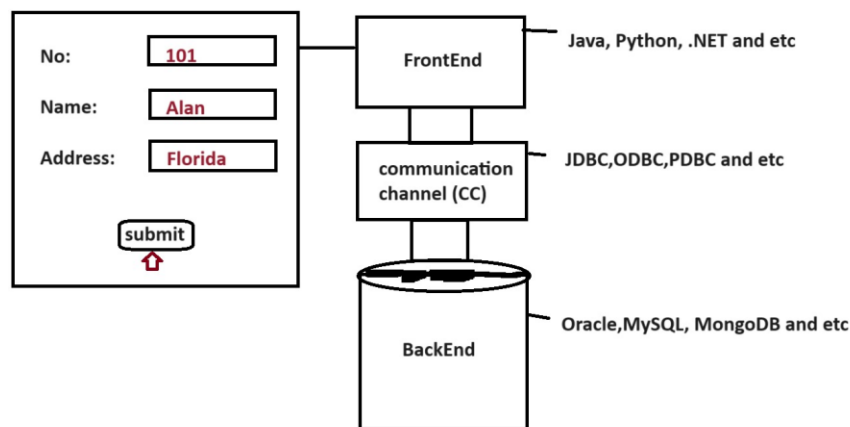 No: 101
Name: Alan
Address: Florida
submit
FrontEnd
Java, Python, .NET and etc
communication
channel (CC)
JDBC,ODBC,PDBC and etc
BackEnd
Oracle,MySQL, MongoDB and etc